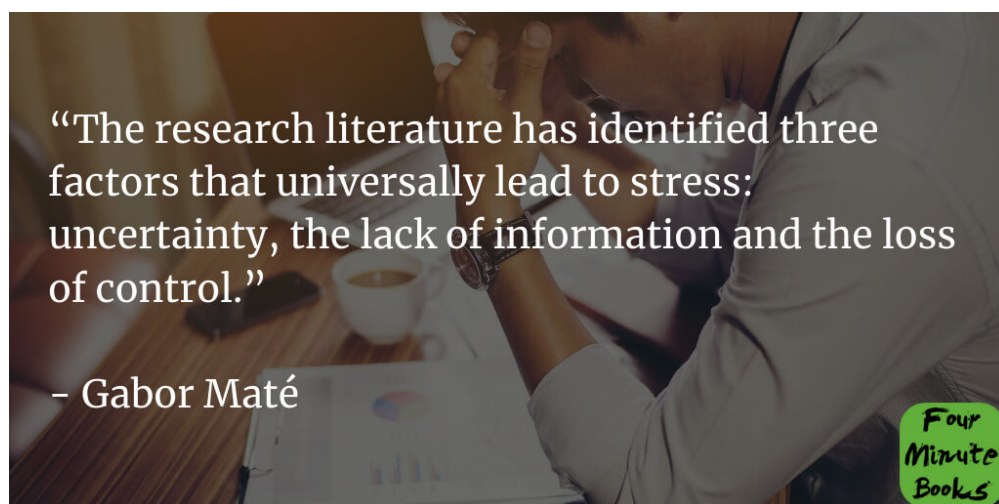 “The research literature has identified three
factors that universally lead to stress:
uncertainty, the lack of information and the loss
of control.”
- Gabor Maté
Four
Minute
Books